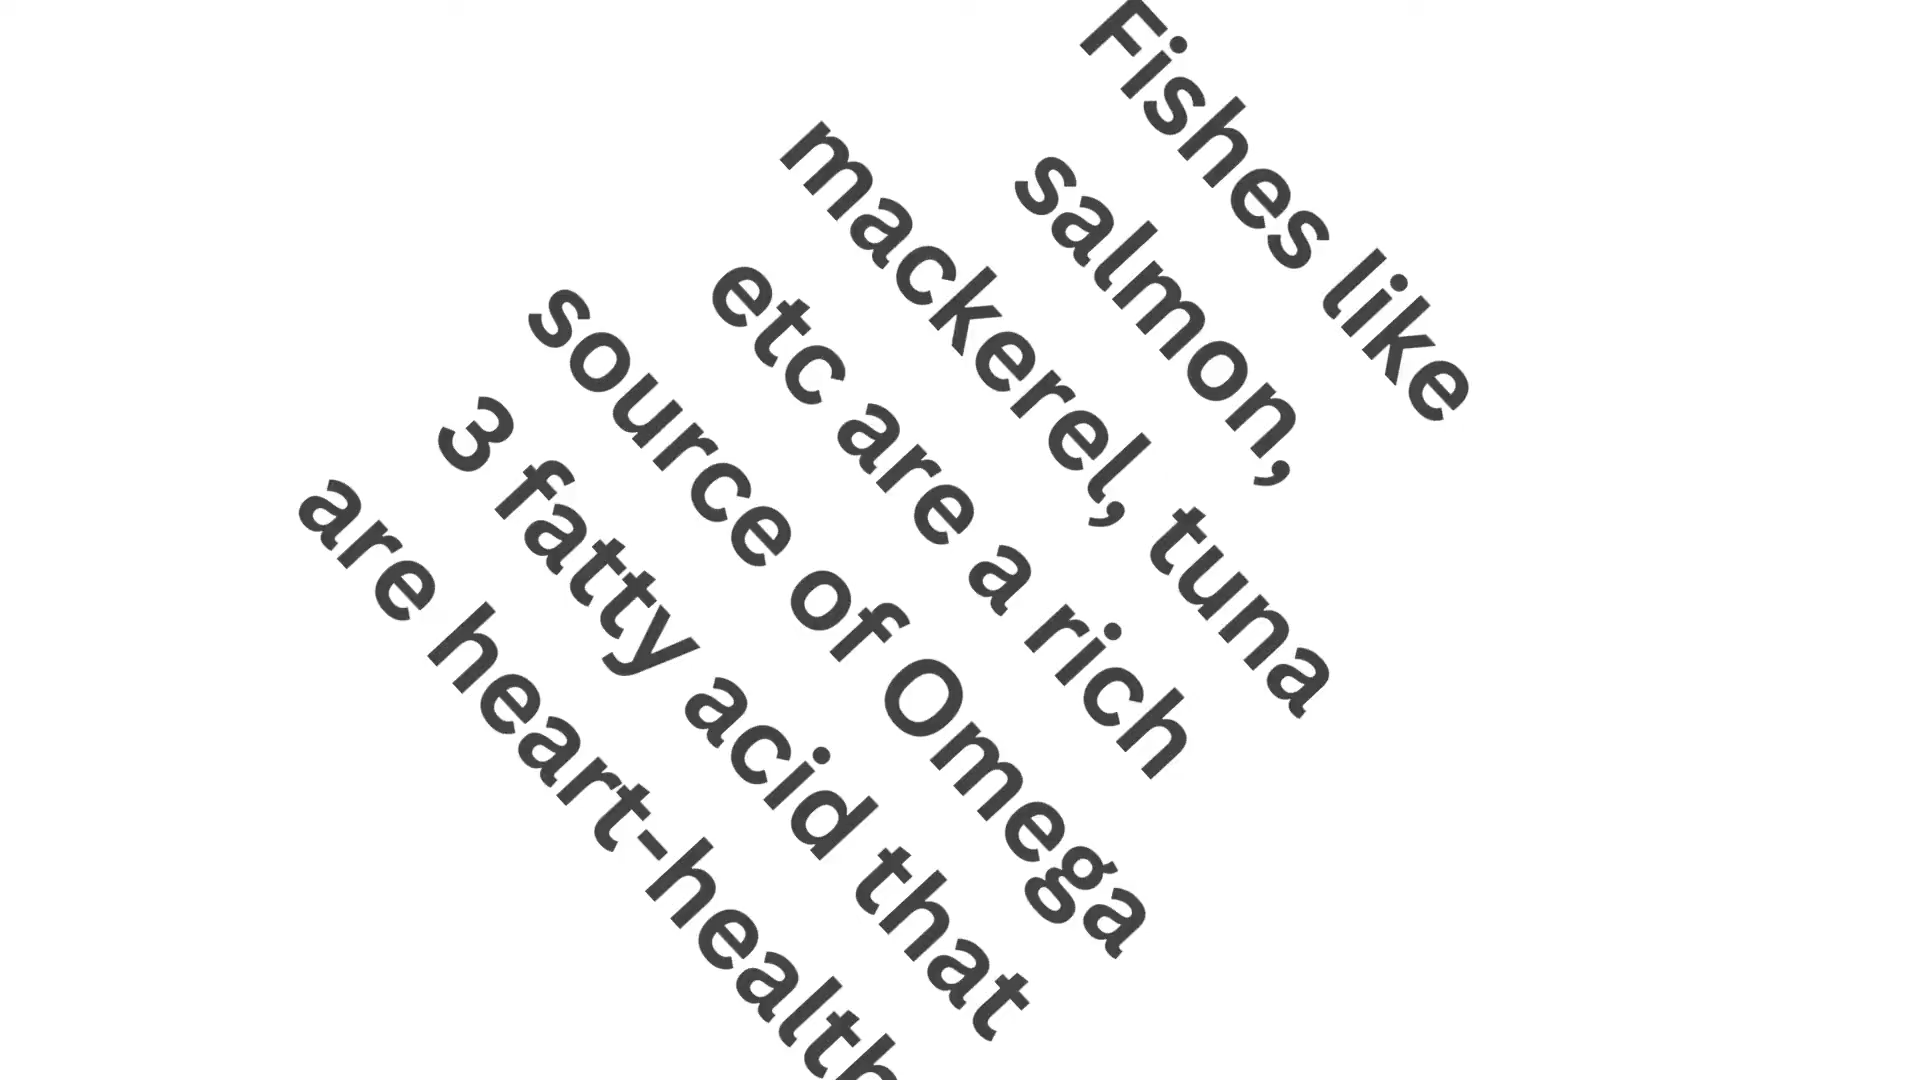 Fishes like
salmon,
mackerel, tuna
etc are a rich
source of Omega
3 fatty acid that
are heart-health